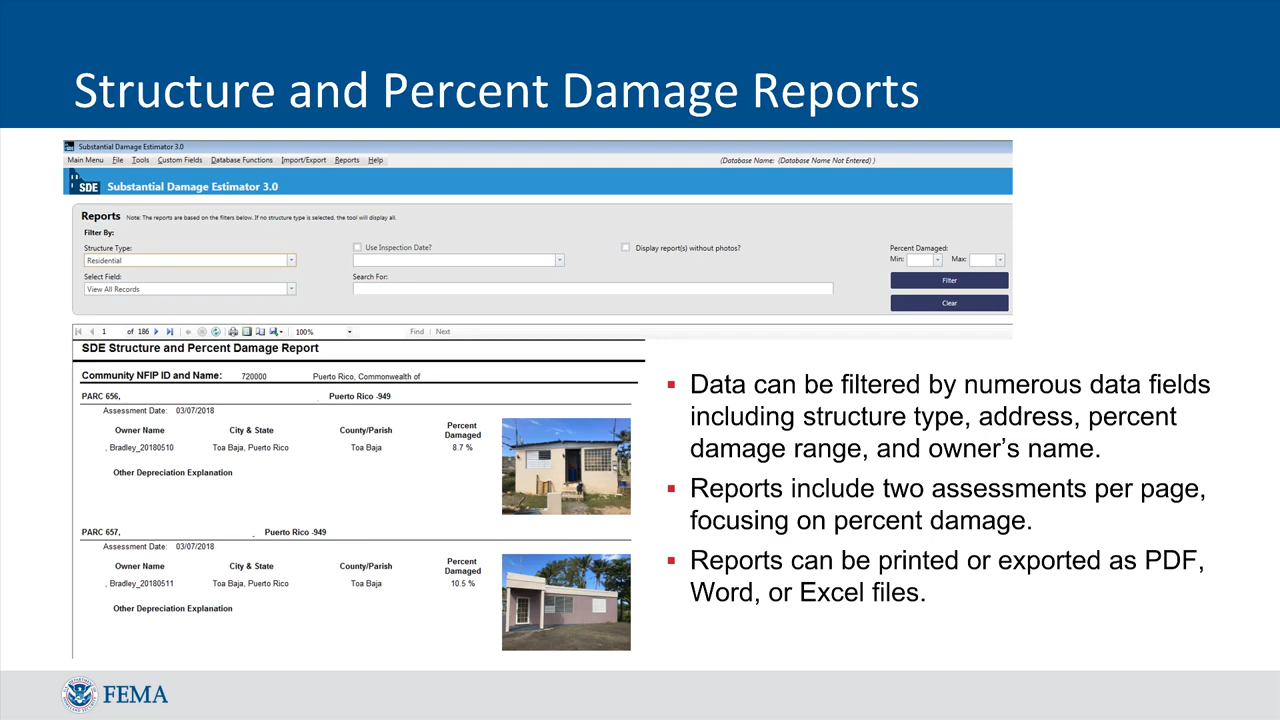 Structure and Percent Damage Reports
Substantial Damage Estimator 3.0
Main Menu File Tools Custom Fields Database Functions Import/Export Reports Help (Database Name: (Database Name Not Entered) )
SDE Substantial Damage Estimator 3.0
Reports Note: The reports are based on the filters below. If no structure type is selected, the tool will display all.
Filter By:
Structure Type: Use Inspection Date? Display report(s) without photos? Percent Damaged:
Residential Min: Max:
Select Field: Search For: Filter
View All Records Clear
1 of 186 100% Find | Next
SDE Structure and Percent Damage Report
Community NFIP ID and Name: 720000 Puerto Rico, Commonwealth of
PARC 656, . Puerto Rico -949
Assessment Date: 03/07/2018
Owner Name City & State County/Parish Percent Damaged
, Bradley_20180510 Toa Baja, Puerto Rico Toa Baja 8.7 %
Other Depreciation Explanation
PARC 657, . Puerto Rico -949
Assessment Date: 03/07/2018
Owner Name City & State County/Parish Percent Damaged
, Bradley_20180511 Toa Baja, Puerto Rico Toa Baja 10.5 %
Other Depreciation Explanation
▪ Data can be filtered by numerous data fields
including structure type, address, percent
damage range, and owner’s name.
▪ Reports include two assessments per page,
focusing on percent damage.
▪ Reports can be printed or exported as PDF,
Word, or Excel files.
FEMA